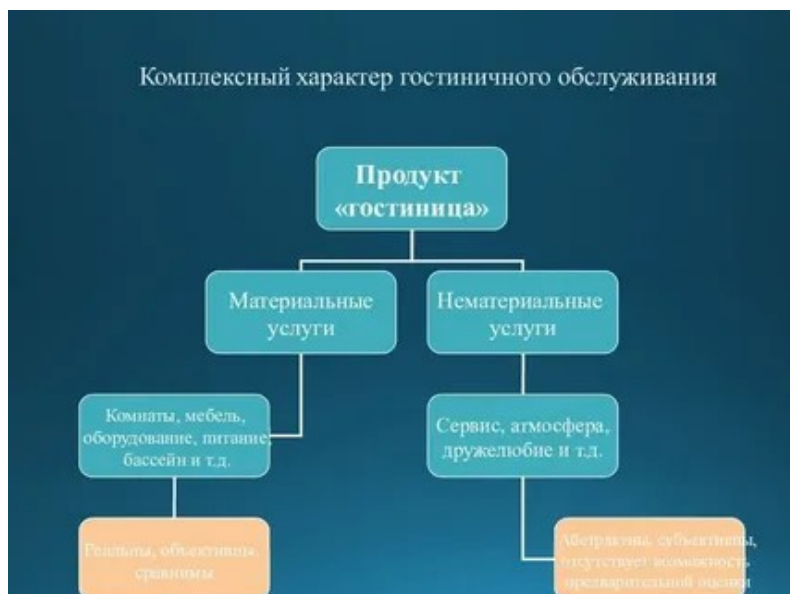 Комплексный характер гостиничного обслуживания
Продукт
«гостиница»
Материальные
услуги
Нематериальные
услуги
Комнаты, мебель,
оборудование, питание,
бассейн и т.д.
Сервис, атмосфера,
дружелюбие и т.д.
Реальны, объективны,
сравнимы
Абстрактны, субъективны,
отсутствует возможность
предварительной оценки